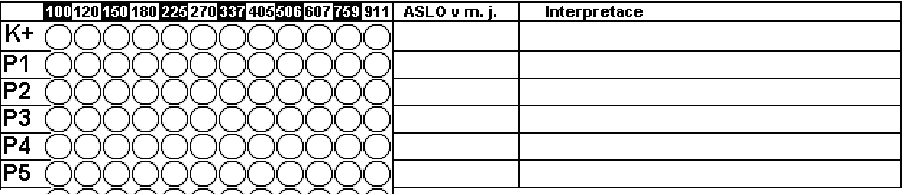 100 120 150 180 225 270 337 405 506 607 759 911 ASLO v m. j. Interpretace
K+
P1
P2
P3
P4
P5